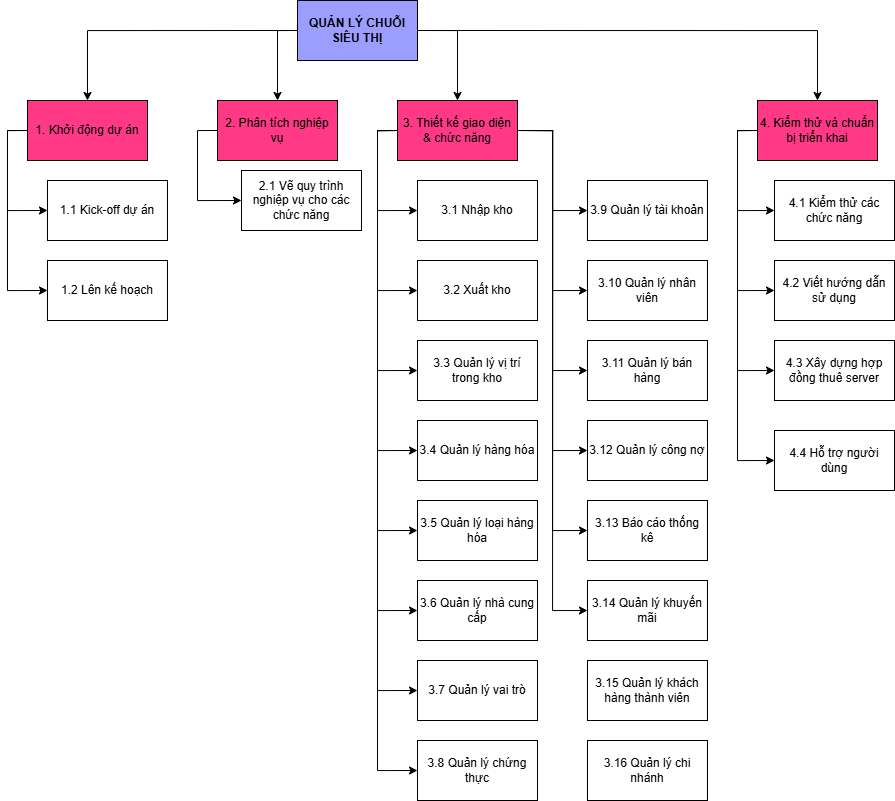 QUẢN LÝ CHUỖI
SIÊU THỊ
1. Khởi động dự án
1.1 Kick-off dự án
1.2 Lên kế hoạch
2. Phân tích nghiệp
vụ
2.1 Vẽ quy trình
nghiệp vụ cho các
chức năng
3. Thiết kế giao diện
& chức năng
3.1 Nhập kho
3.2 Xuất kho
3.3 Quản lý vị trí
trong kho
3.4 Quản lý hàng hóa
3.5 Quản lý loại hàng
hóa
3.6 Quản lý nhà cung
cấp
3.7 Quản lý vai trò
3.8 Quản lý chứng
thực
3.9 Quản lý tài khoản
3.10 Quản lý nhân
viên
3.11 Quản lý bán
hàng
3.12 Quản lý công nợ
3.13 Báo cáo thống
kê
3.14 Quản lý khuyến
mãi
3.15 Quản lý khách
hàng thành viên
3.16 Quản lý chi
nhánh
4. Kiểm thử và chuẩn
bị triển khai
4.1 Kiểm thử các
chức năng
4.2 Viết hướng dẫn
sử dụng
4.3 Xây dựng hợp
đồng thuê server
4.4 Hỗ trợ người
dùng